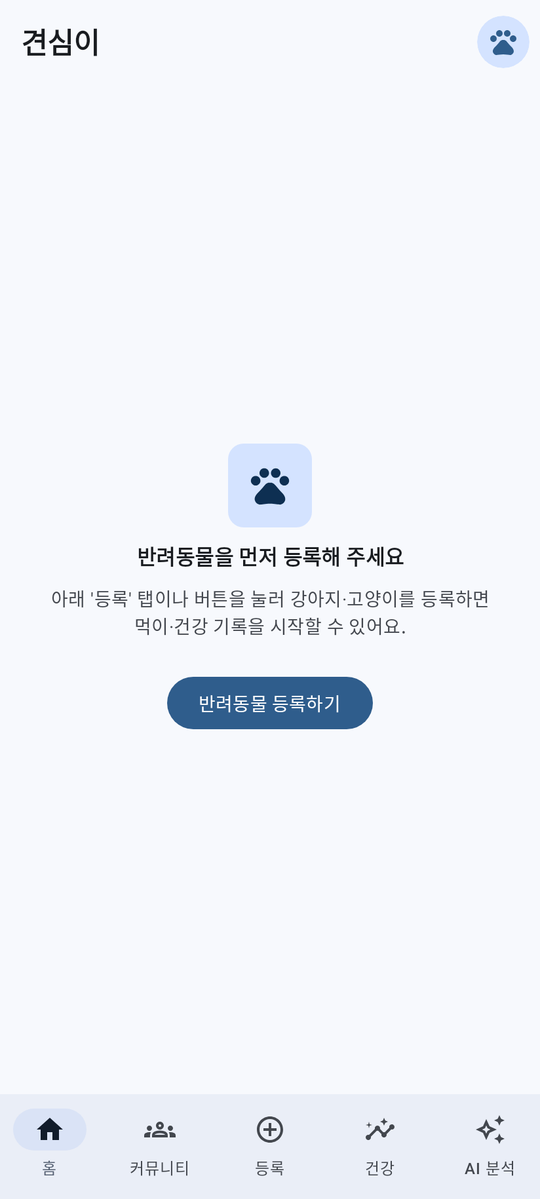 견심이
반려동물을 먼저 등록해 주세요
아래 '등록' 탭이나 버튼을 눌러 강아지·고양이를 등록하면
먹이·건강 기록을 시작할 수 있어요.
반려동물 등록하기
홈
커뮤니티
등록
건강
AI 분석